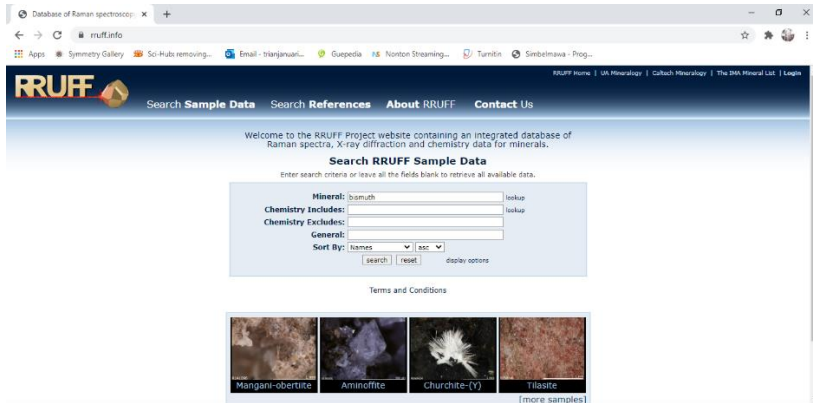 Database of Raman spectroscop
rruff.info
Apps Symmetry Gallery Sci-Hub: removing... Email - trianjanuari... Guepedia Nonton Streaming... Turnitin Simbelmawa - Prog...
RRUFF Home | UA Mineralogy | Caltech Mineralogy | The IMA Mineral List | Login
RRUFF
Search Sample Data Search References About RRUFF Contact Us
Welcome to the RRUFF Project website containing an integrated database of
Raman spectra, X-ray diffraction and chemistry data for minerals.
Search RRUFF Sample Data
Enter search criteria or leave all the fields blank to retrieve all available data.
Mineral: bismuth lookup
Chemistry Includes: lookup
Chemistry Excludes:
General:
Sort By: Names asc
search reset display options
Terms and Conditions
Mangani-obertiite Aminoffite Churchite-(Y) Tilasite
[more samples]